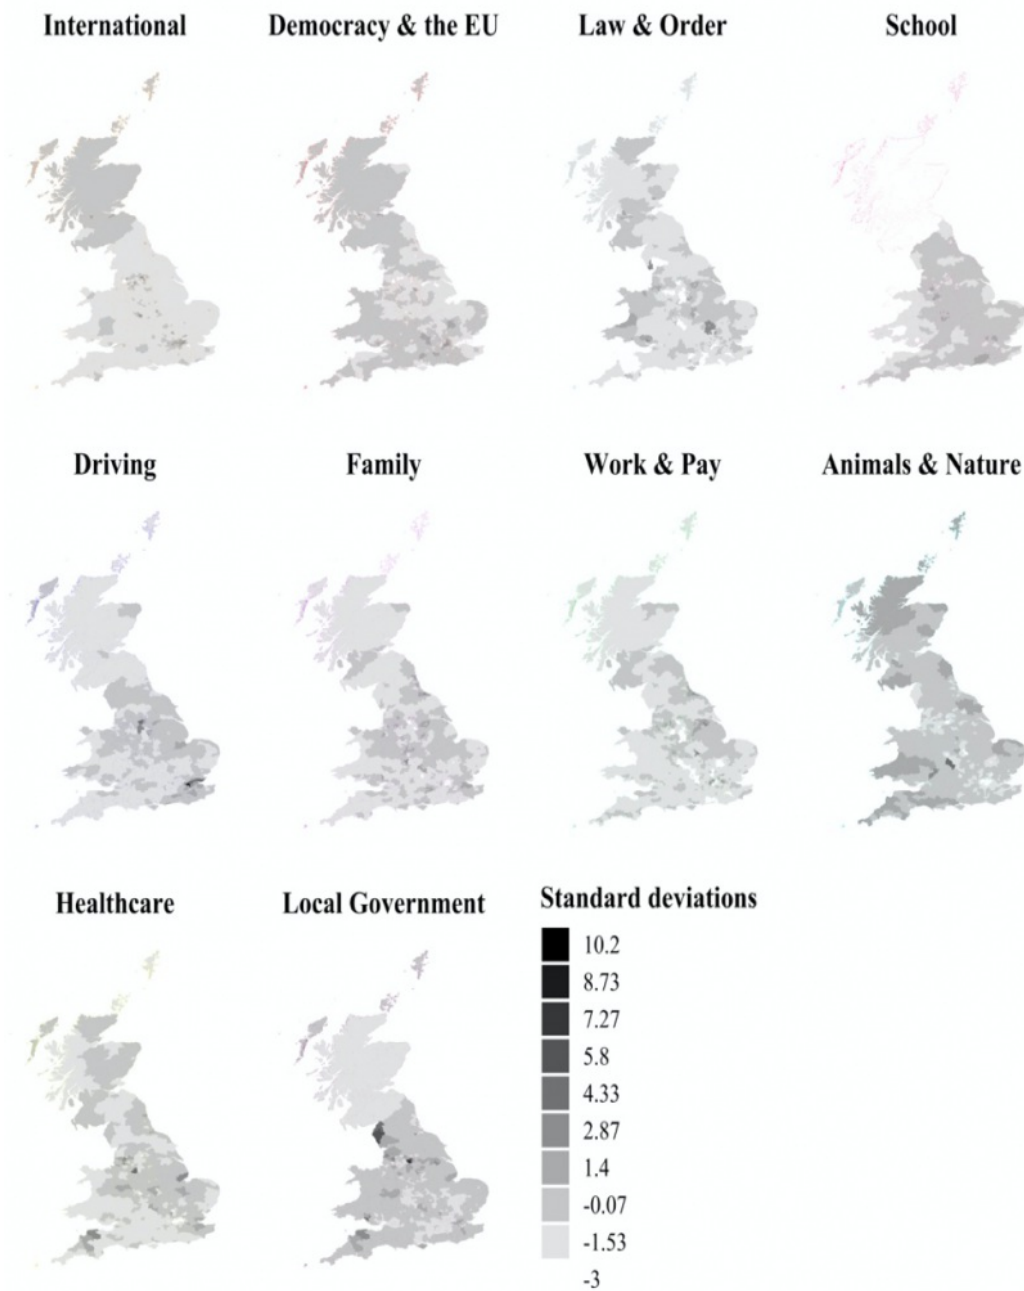 International
Democracy & the EU
Law & Order
School
Driving
Family
Work & Pay
Animals & Nature
Healthcare
Local Government
Standard deviations
10.2
8.73
7.27
5.8
4.33
2.87
1.4
-0.07
-1.53
-3